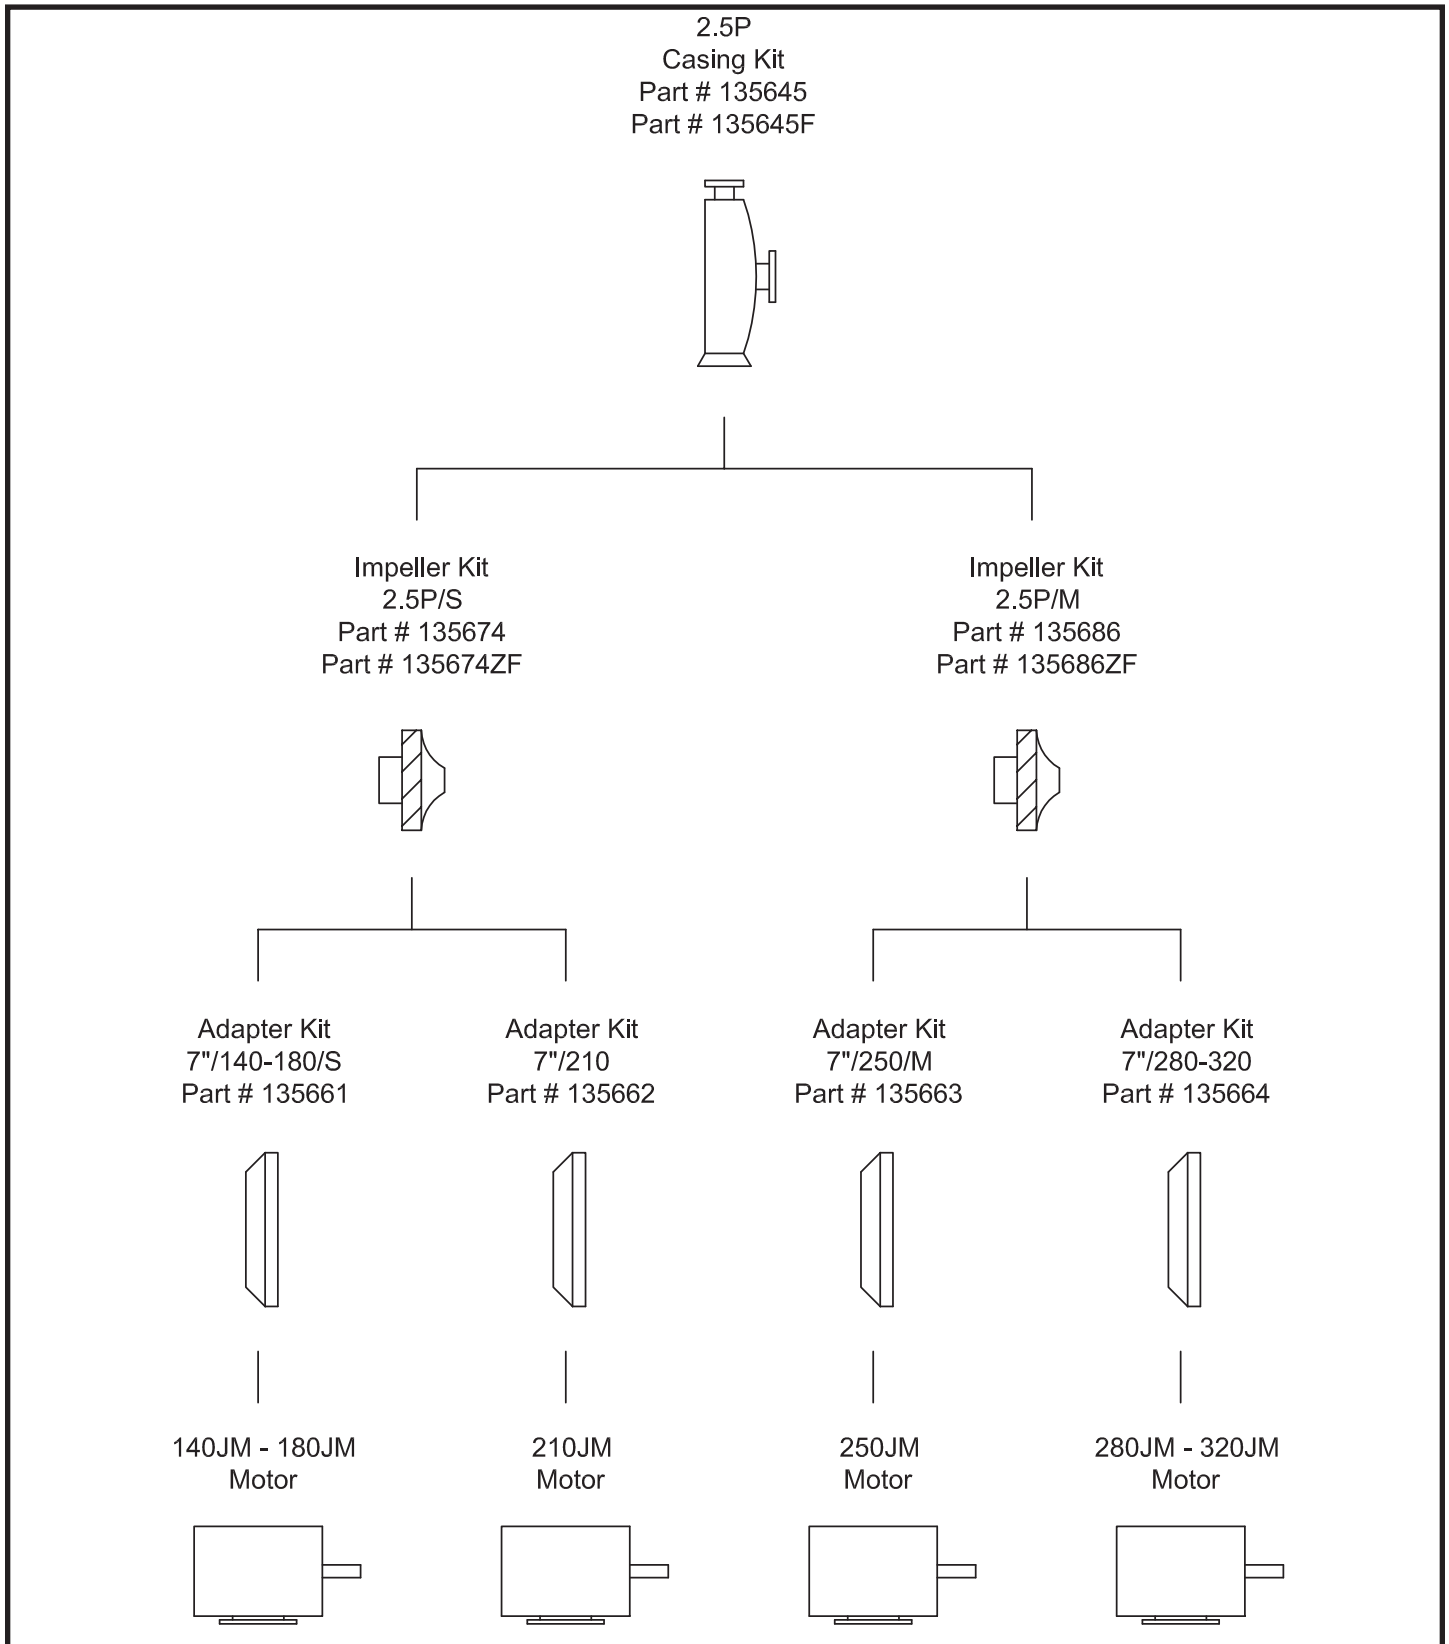 2.5P
Casing Kit
Part # 135645
Part # 135645F
Impeller Kit
2.5P/S
Part # 135674
Part # 135674ZF
Impeller Kit
2.5P/M
Part # 135686
Part # 135686ZF
Adapter Kit
7"/140-180/S
Part # 135661
Adapter Kit
7"/210
Part # 135662
Adapter Kit
7"/250/M
Part # 135663
Adapter Kit
7"/280-320
Part # 135664
140JM - 180JM
Motor
210JM
Motor
250JM
Motor
280JM - 320JM
Motor